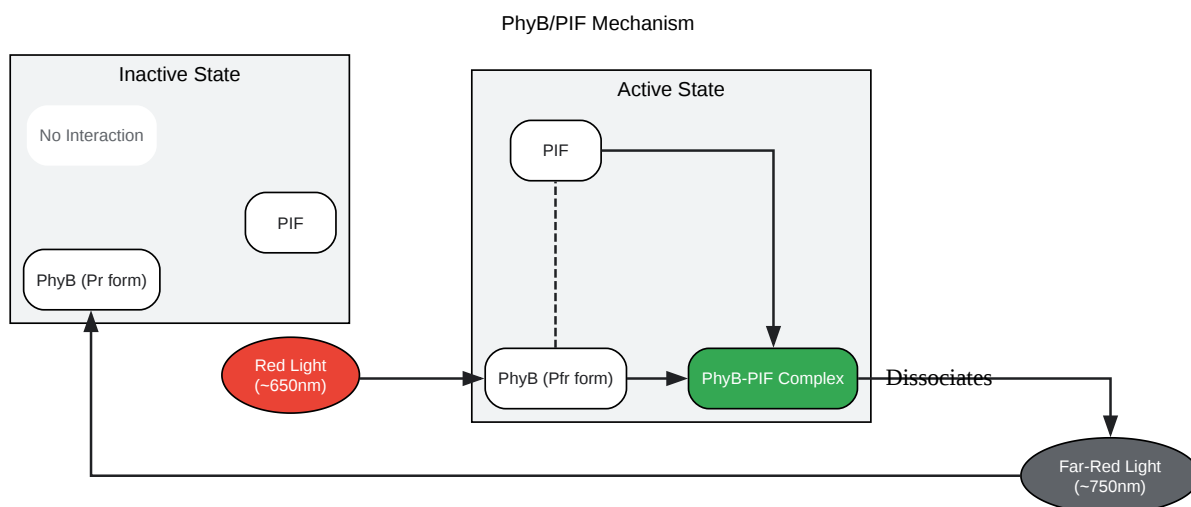 PhyB/PIF Mechanism
Inactive State
No Interaction
PIF
PhyB (Pr form)
Active State
PIF
Red Light
(~650nm)
PhyB (Pfr form)
PhyB-PIF Complex
Dissociates
Far-Red Light
(~750nm)